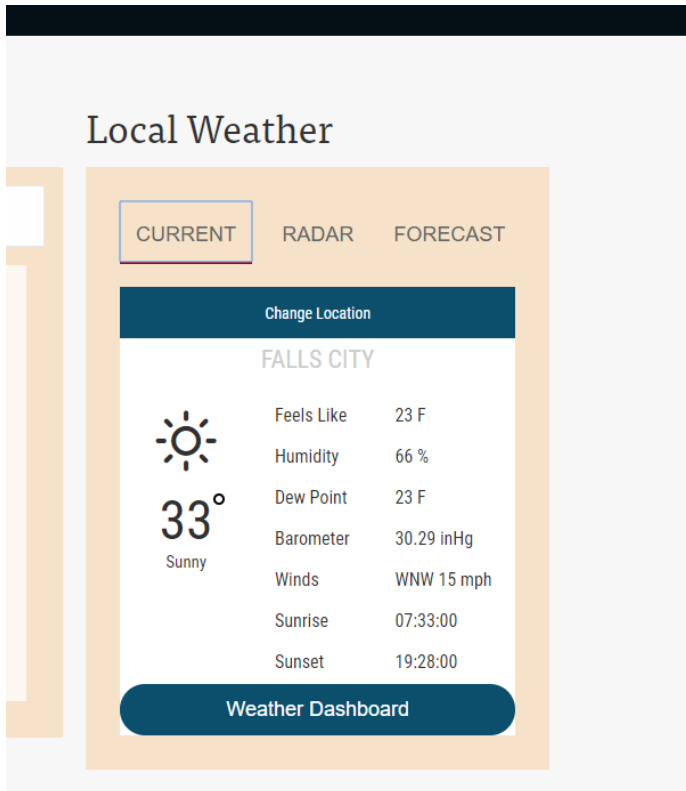 Local Weather
CURRENT RADAR FORECAST
Change Location
FALLS CITY
Feels Like 23 F
Humidity 66 %
Dew Point 23 F
33°
Barometer 30.29 inHg
Sunny
Winds WNW 15 mph
Sunrise 07:33:00
Sunset 19:28:00
Weather Dashboard